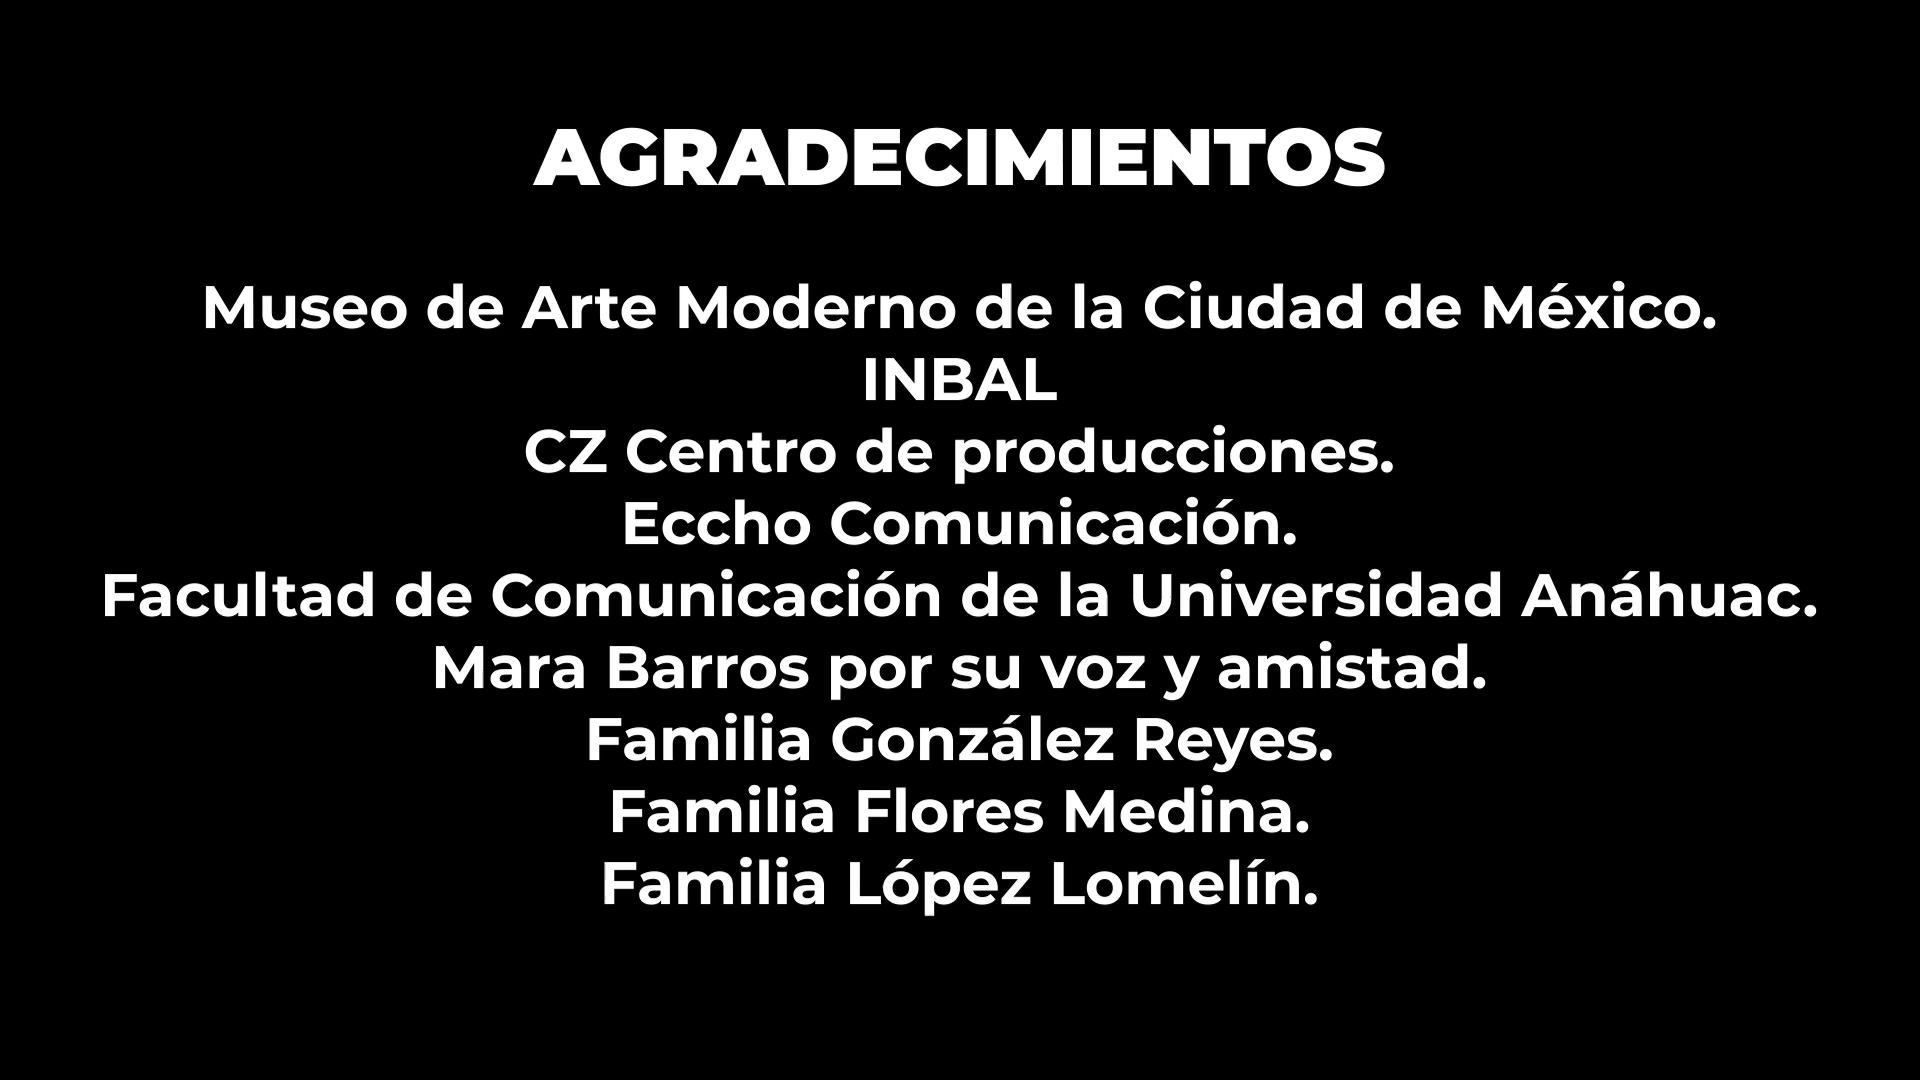 AGRADECIMIENTOS
Museo de Arte Moderno de la Ciudad de México.
INBAL
CZ Centro de producciones.
Eccho Comunicación.
Facultad de Comunicación de la Universidad Anáhuac.
Mara Barros por su voz y amistad.
Familia González Reyes.
Familia Flores Medina.
Familia López Lomelín.